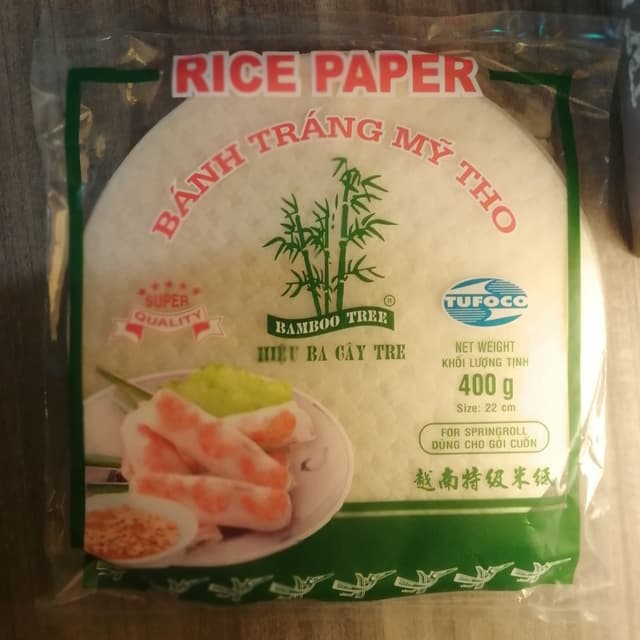 RICE PAPER
BÁNH TRÁNG MỸ THO
BAMBOO TREE
®
HIỆU BA CÂY TRE
SUPER
QUALITY
TUFOCO
NET WEIGHT
KHỐI LƯỢNG TỊNH
400 g
Size: 22 cm
FOR SPRINGROLL
DÙNG CHO GỎI CUỐN
越南特级米纸